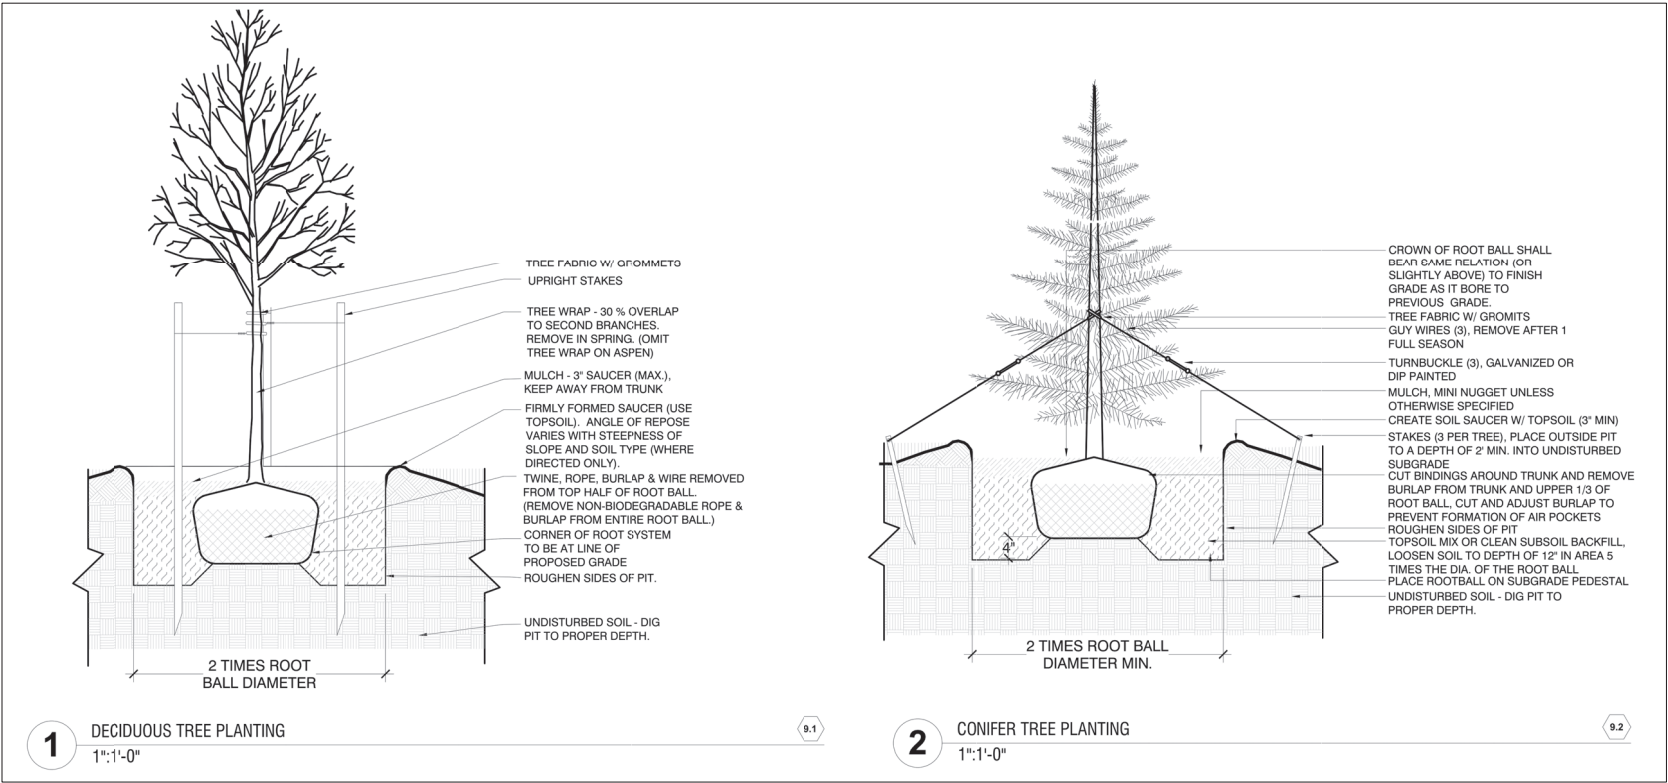 TREE FABRIC W/ GROMMETS
UPRIGHT STAKES
TREE WRAP - 30 % OVERLAP
TO SECOND BRANCHES.
REMOVE IN SPRING. (OMIT
TREE WRAP ON ASPEN)
MULCH - 3" SAUCER (MAX.),
KEEP AWAY FROM TRUNK
FIRMLY FORMED SAUCER (USE
TOPSOIL). ANGLE OF REPOSE
VARIES WITH STEEPNESS OF
SLOPE AND SOIL TYPE (WHERE
DIRECTED ONLY).
TWINE, ROPE, BURLAP & WIRE REMOVED
FROM TOP HALF OF ROOT BALL.
(REMOVE NON-BIODEGRADABLE ROPE &
BURLAP FROM ENTIRE ROOT BALL.)
CORNER OF ROOT SYSTEM
TO BE AT LINE OF
PROPOSED GRADE
ROUGHEN SIDES OF PIT.
UNDISTURBED SOIL - DIG
PIT TO PROPER DEPTH.
2 TIMES ROOT
BALL DIAMETER
1
DECIDUOUS TREE PLANTING
1":1'-0"
9.1
CROWN OF ROOT BALL SHALL
BEAR SAME RELATION (OR
SLIGHTLY ABOVE) TO FINISH
GRADE AS IT BORE TO
PREVIOUS GRADE.
TREE FABRIC W/ GROMITS
GUY WIRES (3), REMOVE AFTER 1
FULL SEASON
TURNBUCKLE (3), GALVANIZED OR
DIP PAINTED
MULCH, MINI NUGGET UNLESS
OTHERWISE SPECIFIED
CREATE SOIL SAUCER W/ TOPSOIL (3" MIN)
STAKES (3 PER TREE), PLACE OUTSIDE PIT
TO A DEPTH OF 2' MIN. INTO UNDISTURBED
SUBGRADE
CUT BINDINGS AROUND TRUNK AND REMOVE
BURLAP FROM TRUNK AND UPPER 1/3 OF
ROOT BALL, CUT AND ADJUST BURLAP TO
PREVENT FORMATION OF AIR POCKETS
ROUGHEN SIDES OF PIT
TOPSOIL MIX OR CLEAN SUBSOIL BACKFILL,
LOOSEN SOIL TO DEPTH OF 12" IN AREA 5
TIMES THE DIA. OF THE ROOT BALL
PLACE ROOTBALL ON SUBGRADE PEDESTAL
UNDISTURBED SOIL - DIG PIT TO
PROPER DEPTH.
4"
2 TIMES ROOT BALL
DIAMETER MIN.
2
CONIFER TREE PLANTING
1":1'-0"
9.2